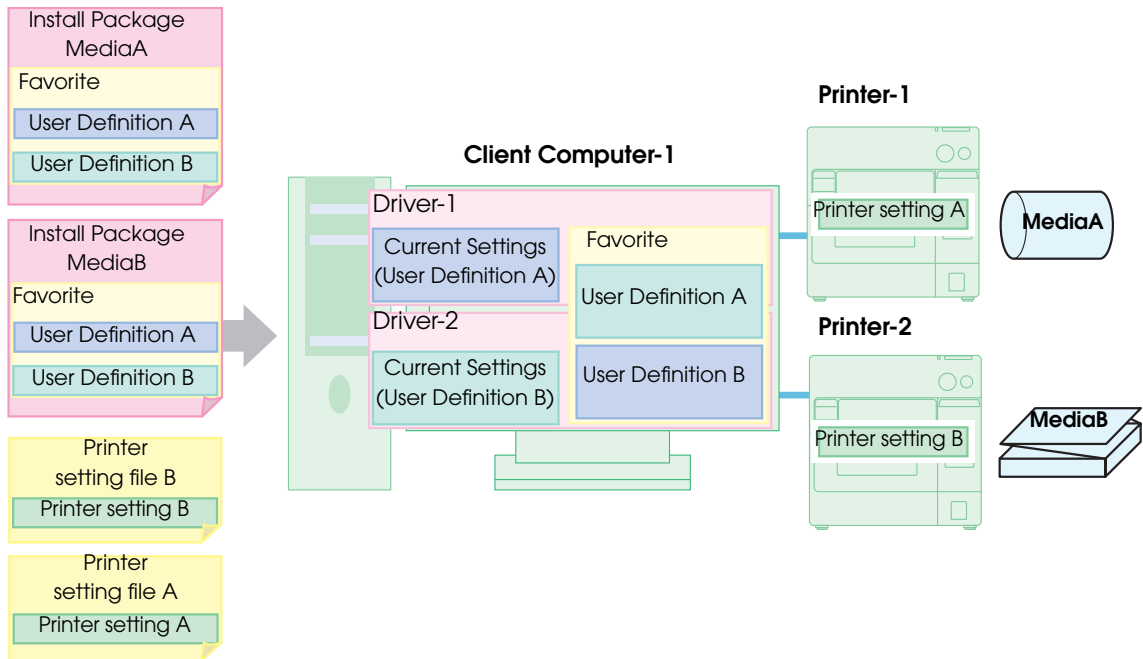 Install Package
MediaA
Favorite
User Definition A
User Definition B
Install Package
MediaB
Favorite
User Definition A
User Definition B
Printer
setting file B
Printer setting B
Printer
setting file A
Printer setting A
Client Computer-1
Driver-1
Current Settings
(User Definition A)
Driver-2
Current Settings
(User Definition B)
Favorite
User Definition A
User Definition B
Printer-1
Printer setting A
MediaA
Printer-2
Printer setting B
MediaB